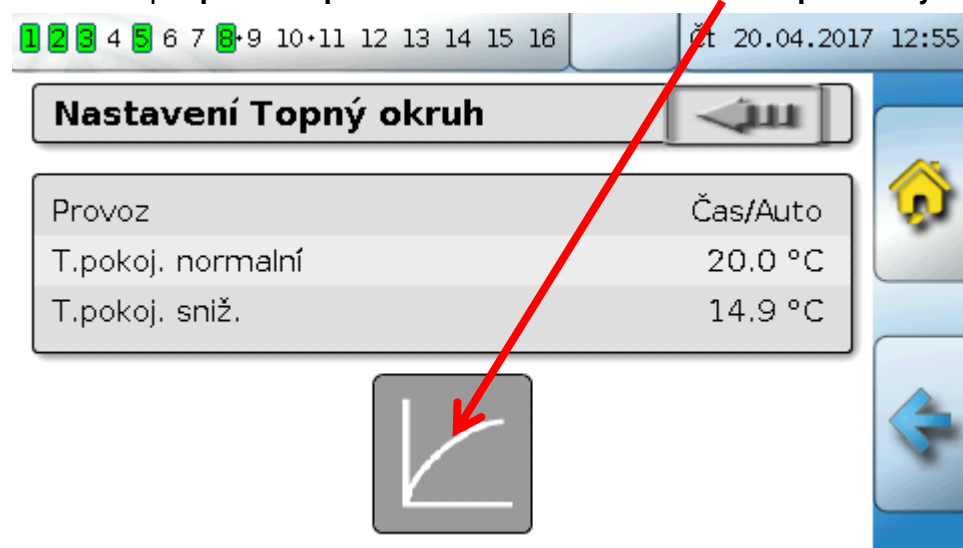 1 2 3 4 5 6 7 8·9 10·11 12 13 14 15 16 Čt 20.04.2017 12:55
Nastavení Topný okruh
Provoz Čas/Auto
T.pokoj. normalní 20.0 °C
T.pokoj. sniž. 14.9 °C